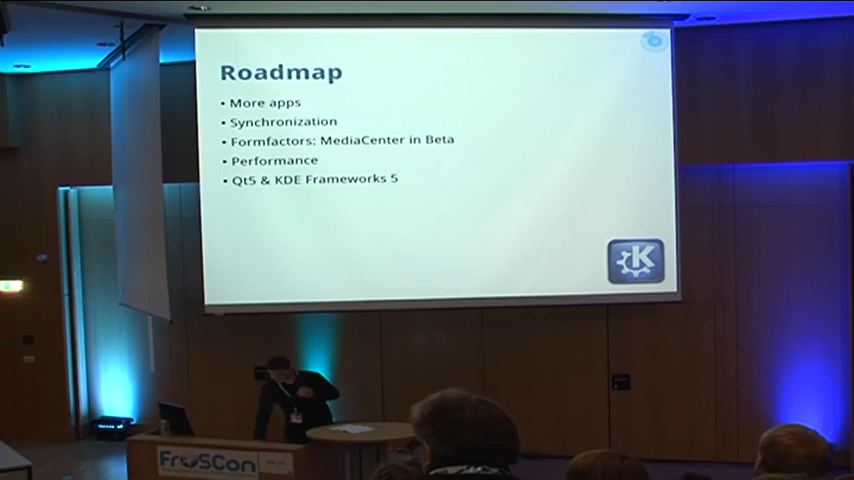 Roadmap
• More apps
• Synchronization
• Formfactors: MediaCenter in Beta
• Performance
• Qt5 & KDE Frameworks 5
K
FrOSCon